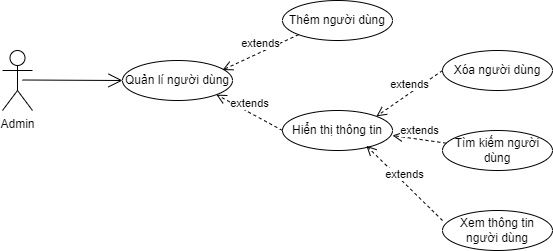 Thêm người dùng
extends
Xóa người dùng
Quản lí người dùng
extends
extends
Admin
Hiển thị thông tin
extends
Tìm kiếm người
dùng
extends
Xem thông tin
người dùng